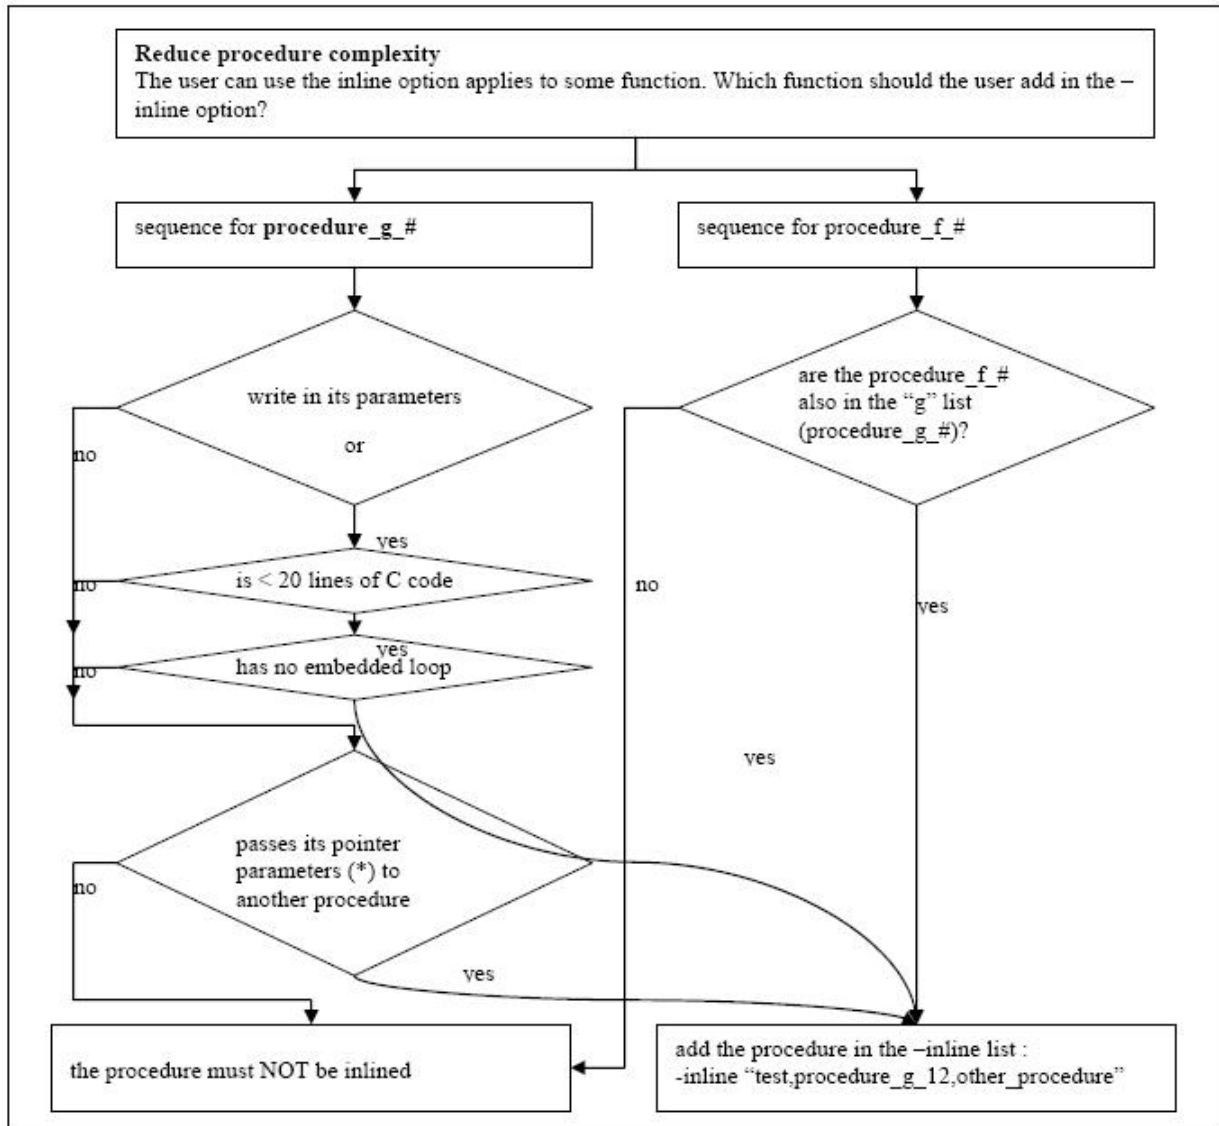 Reduce procedure complexity
The user can use the inline option applies to some function. Which function should the user add in the –
inline option?
sequence for procedure_g_#
sequence for procedure_f_#
write in its parameters
or
are the procedure_f_#
also in the “g” list
(procedure_g_#)?
no
yes
is < 20 lines of C code
no
no
yes
yes
has no embedded loop
no
yes
passes its pointer
parameters (*) to
another procedure
no
yes
the procedure must NOT be inlined
add the procedure in the –inline list :
-inline “test,procedure_g_12,other_procedure”